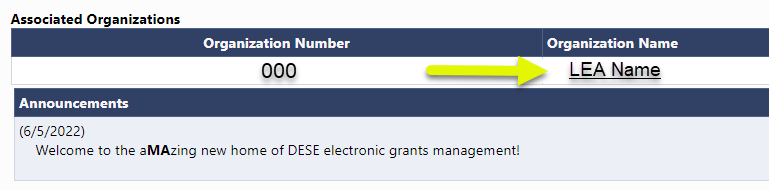 Associated Organizations
Organization Number Organization Name
000 LEA Name
Announcements
(6/5/2022)
Welcome to the aMAzing new home of DESE electronic grants management!